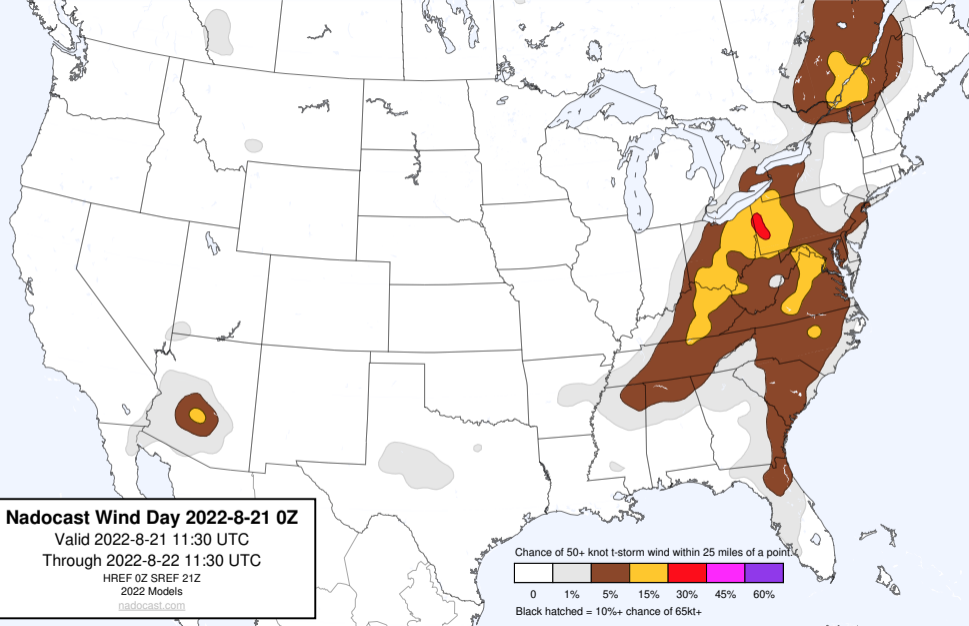 Nadocast Wind Day 2022-8-21 0Z
Valid 2022-8-21 11:30 UTC
Through 2022-8-22 11:30 UTC
HREF 0Z SREF 21Z
2022 Models
nadocast.com
Chance of 50+ knot t-storm wind within 25 miles of a point.
0 1% 5% 15% 30% 45% 60%
Black hatched = 10%+ chance of 65kt+